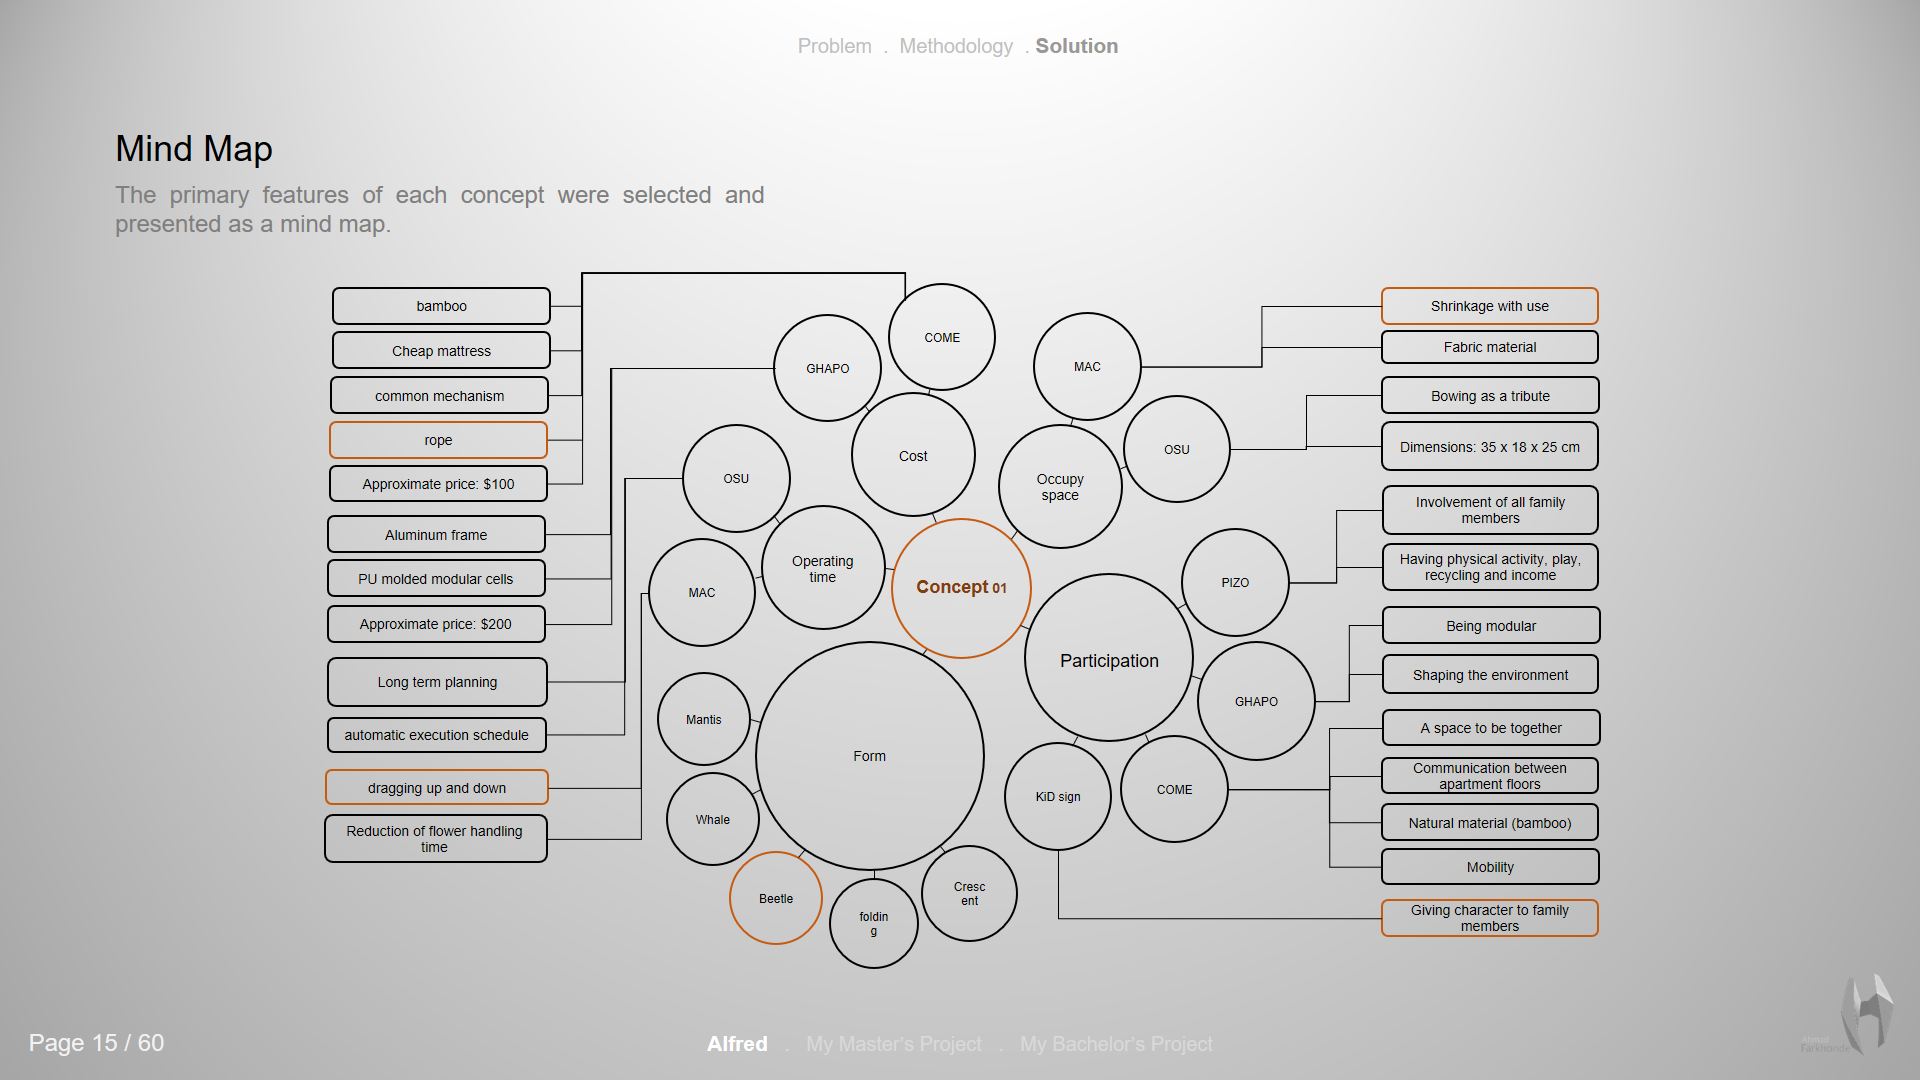 Problem . Methodology . Solution
Mind Map
The primary features of each concept were selected and
presented as a mind map.
bamboo
Cheap mattress
common mechanism
rope
Approximate price: $100
Aluminum frame
PU molded modular cells
Approximate price: $200
Long term planning
automatic execution schedule
dragging up and down
Reduction of flower handling
time
COME
GHAPO
Cost
OSU
Operating
time
MAC
Concept 01
Form
Mantis
Whale
Beetle
foldin
g
Cresc
ent
MAC
OSU
Occupy
space
Participation
PIZO
GHAPO
COME
KiD sign
Shrinkage with use
Fabric material
Bowing as a tribute
Dimensions: 35 x 18 x 25 cm
Involvement of all family
members
Having physical activity, play,
recycling and income
Being modular
Shaping the environment
A space to be together
Communication between
apartment floors
Natural material (bamboo)
Mobility
Giving character to family
members
Page 15 / 60
Alfred . My Master's Project . My Bachelor's Project
Ahmad